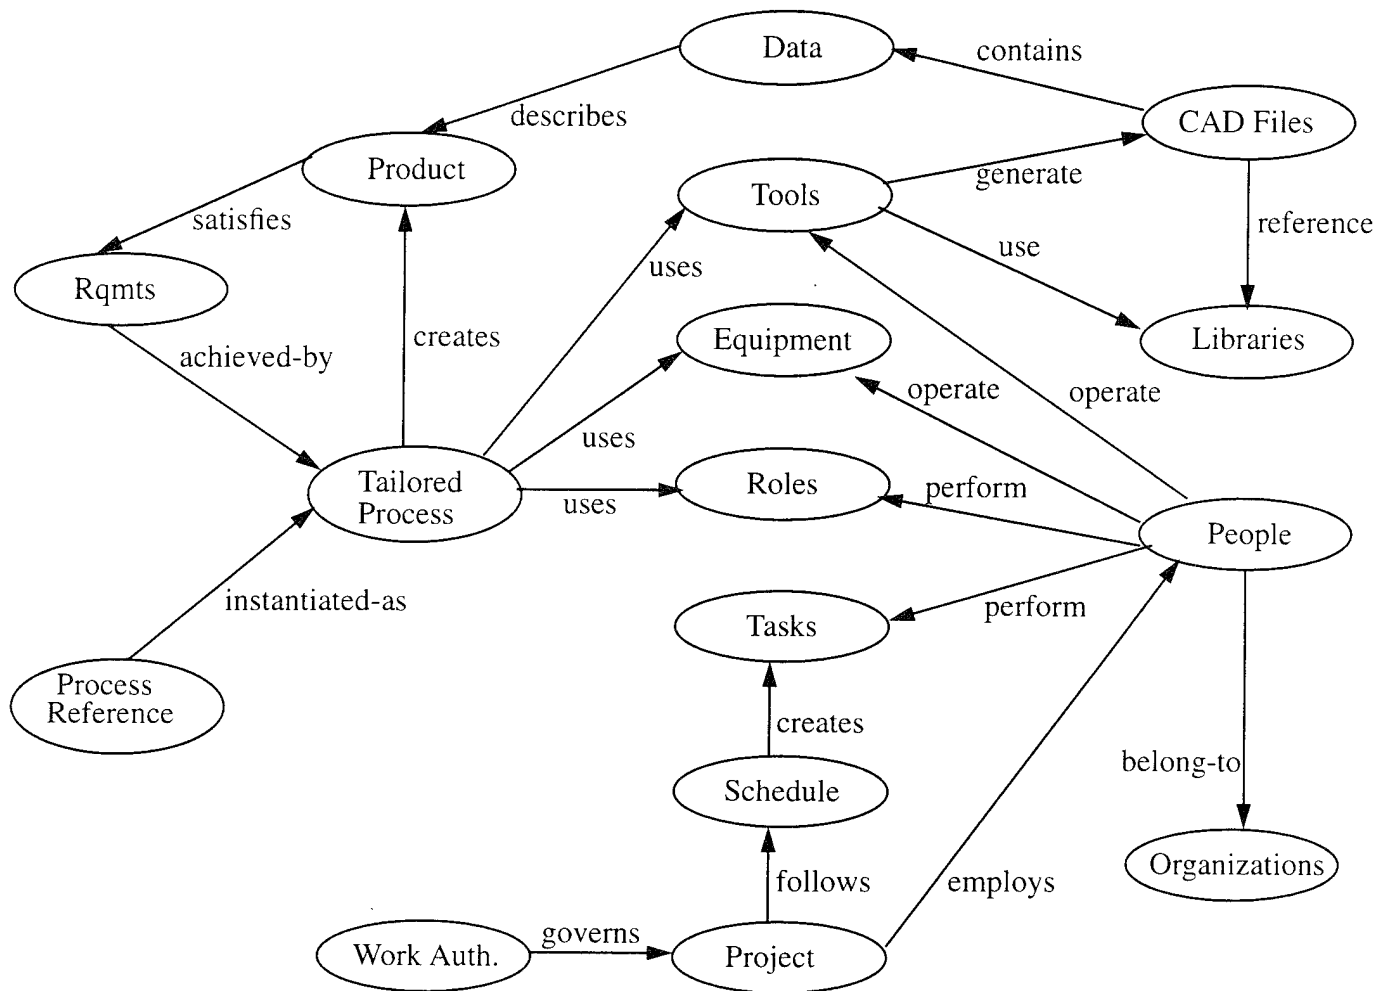 Data
contains
CAD Files
describes
Product
Tools
generate
satisfies
reference
use
uses
Rqmts
creates
Equipment
Libraries
achieved-by
operate
operate
uses
Tailored
Process
Roles
perform
uses
People
instantiated-as
Tasks
perform
Process
Reference
creates
belong-to
Schedule
Organizations
follows
employs
governs
Work Auth.
Project